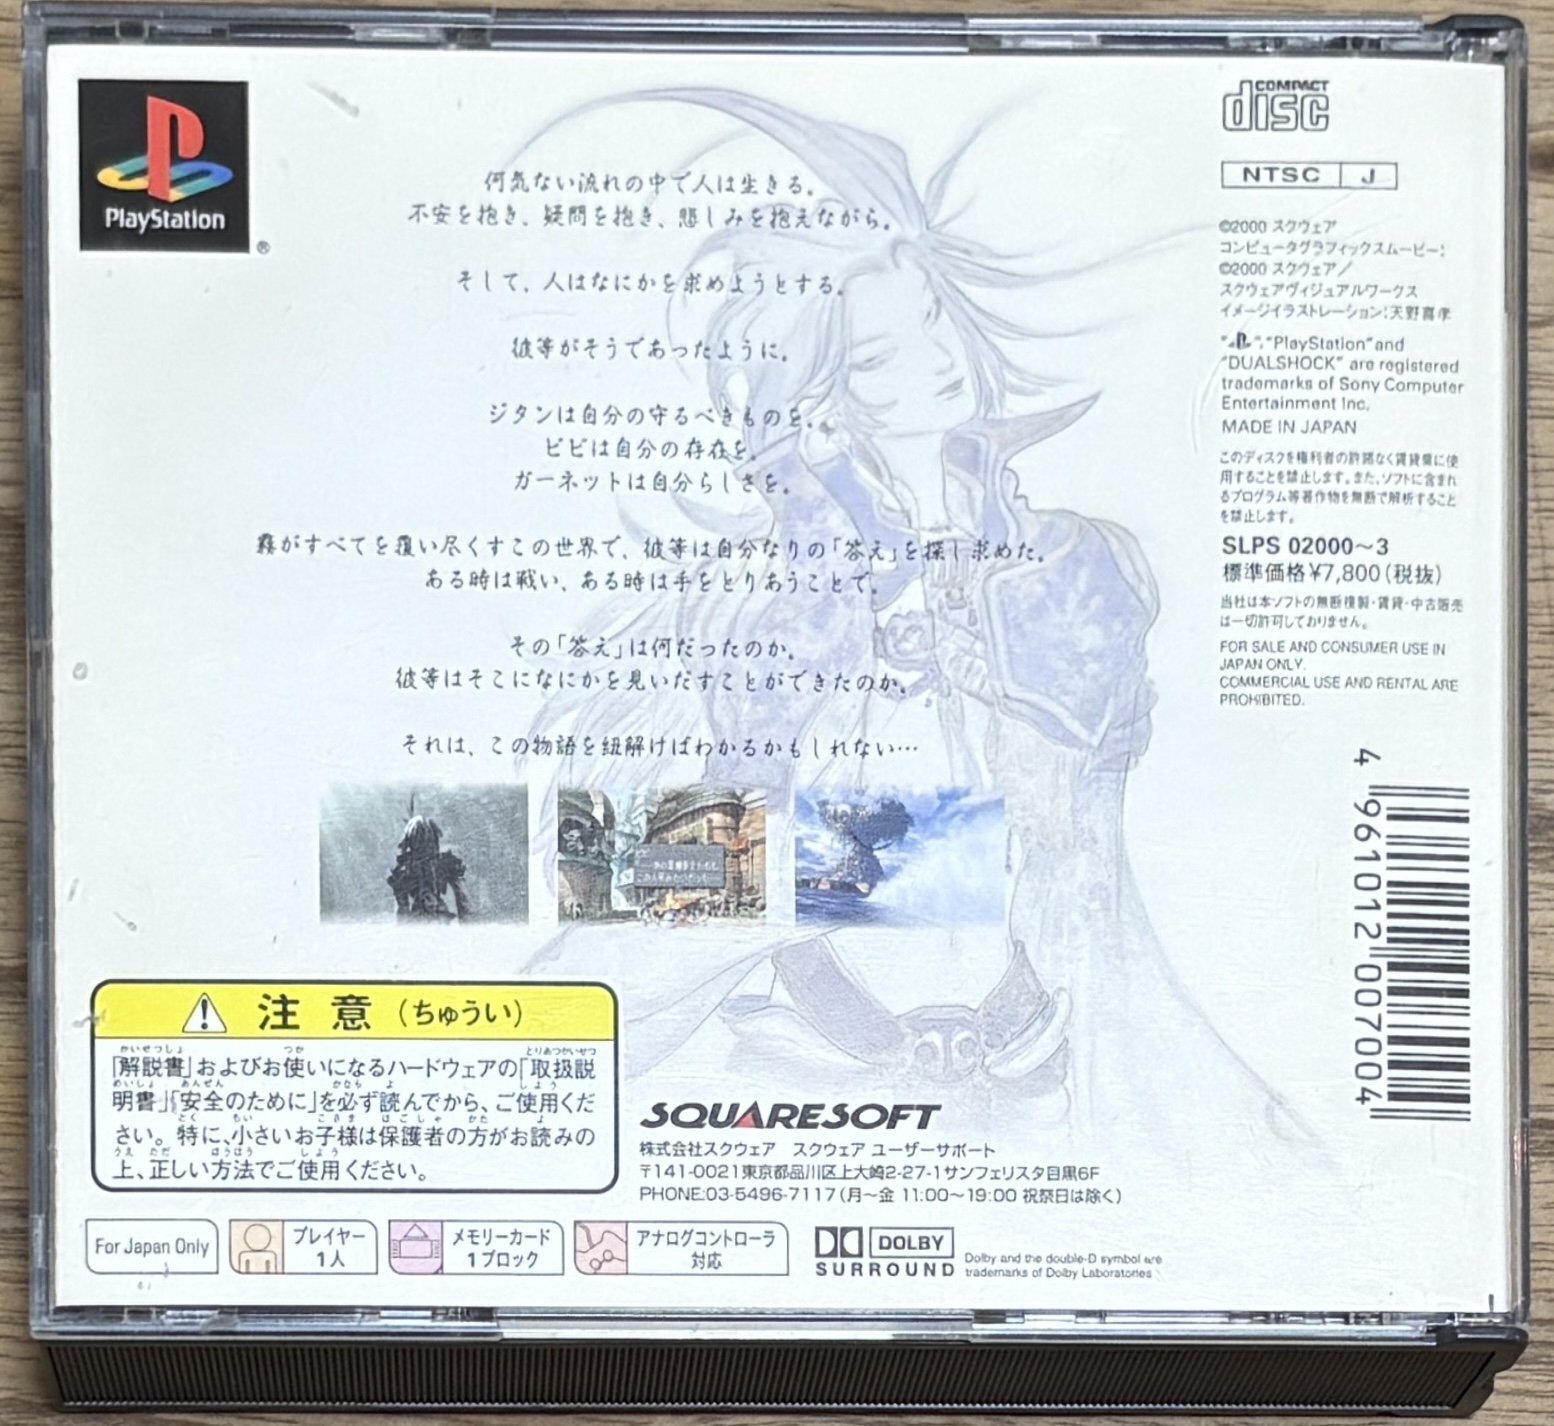 PlayStation
®
何気ない流れの中で人は生きる。
不安を抱き、疑問を抱き、悲しみを抱えながら。
そして、人はなにかを求めようとする。
彼等がそうであったように。
ジタンは自分の守るべきものを。
ビビは自分の存在を。
ガーネットは自分らしさを。
霧がすべてを覆い尽くすこの世界で、彼等は自分なりの「答え」を探し求めた。
ある時は戦い、ある時は手をとりあうことで。
その「答え」は何だったのか。
彼等はそこになにかを見いだすことができたのか。
それは、この物語を紐解けばわかるかもしれない…
COMPACT
disc
NTSC J
©2000 スクウェア
コンピュータグラフィックスムービー:
©2000 スクウェア/
スクウェアヴィジュアルワークス
イメージイラストレーション:天野喜孝
"PlayStation" and
"DUALSHOCK" are registered
trademarks of Sony Computer
Entertainment Inc.
MADE IN JAPAN
このディスクを権利者の許諾なく賃貸業に使
用することを禁止します。また、ソフトに含まれ
るプログラム等著作物を無断で解析すること
を禁止します。
SLPS 02000~3
標準価格¥7,800(税抜)
当社は本ソフトの無断複製・賃貸・中古販売
は一切許可しておりません。
FOR SALE AND CONSUMER USE IN
JAPAN ONLY.
COMMERCIAL USE AND RENTAL ARE
PROHIBITED.
4 961012 007004
注意(ちゅうい)
「解説書」およびお使いになるハードウェアの「取扱説
明書」「安全のために」を必ず読んでから、ご使用くだ
さい。特に、小さいお子様は保護者の方がお読みの
上、正しい方法でご使用ください。
SQUARESOFT
株式会社スクウェア スクウェア ユーザーサポート
〒141-0021東京都品川区上大崎2-27-1サンフェリスタ目黒6F
PHONE:03-5496-7117(月~金 11:00~19:00 祝祭日は除く)
For Japan Only
プレイヤー
1人
メモリーカード
1ブロック
アナログコントローラ
対応
DOLBY
SURROUND
Dolby and the double-D symbol are
trademarks of Dolby Laboratories